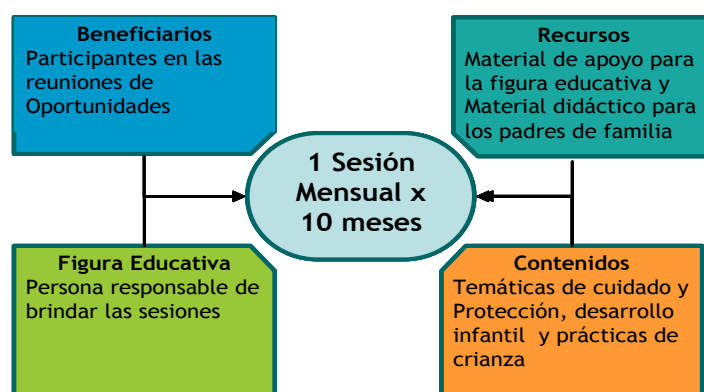 Beneficiarios
Participantes en las
reuniones de
Oportunidades
Recursos
Material de apoyo para
la figura educativa y
Material didáctico para
los padres de familia
1 Sesión
Mensual x
10 meses
Figura Educativa
Persona responsable de
brindar las sesiones
Contenidos
Temáticas de cuidado y
Protección, desarrollo
infantil y prácticas de
crianza